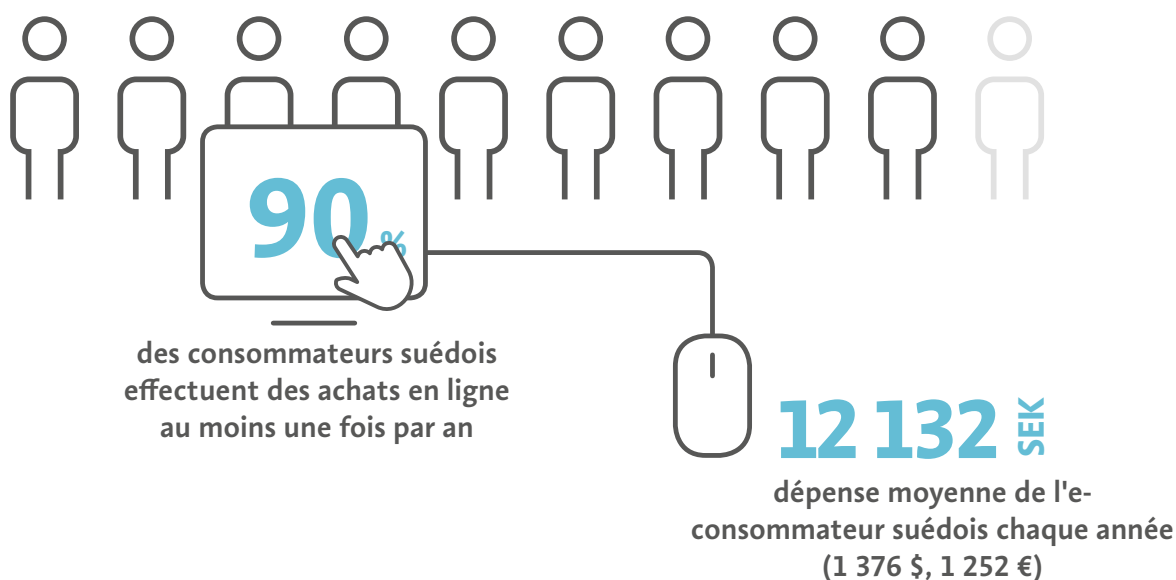 90 %
des consommateurs suédois
effectuent des achats en ligne
au moins une fois par an
12 132 SEK
dépense moyenne de l'e-
consommateur suédois chaque année
(1 376 $, 1 252 €)